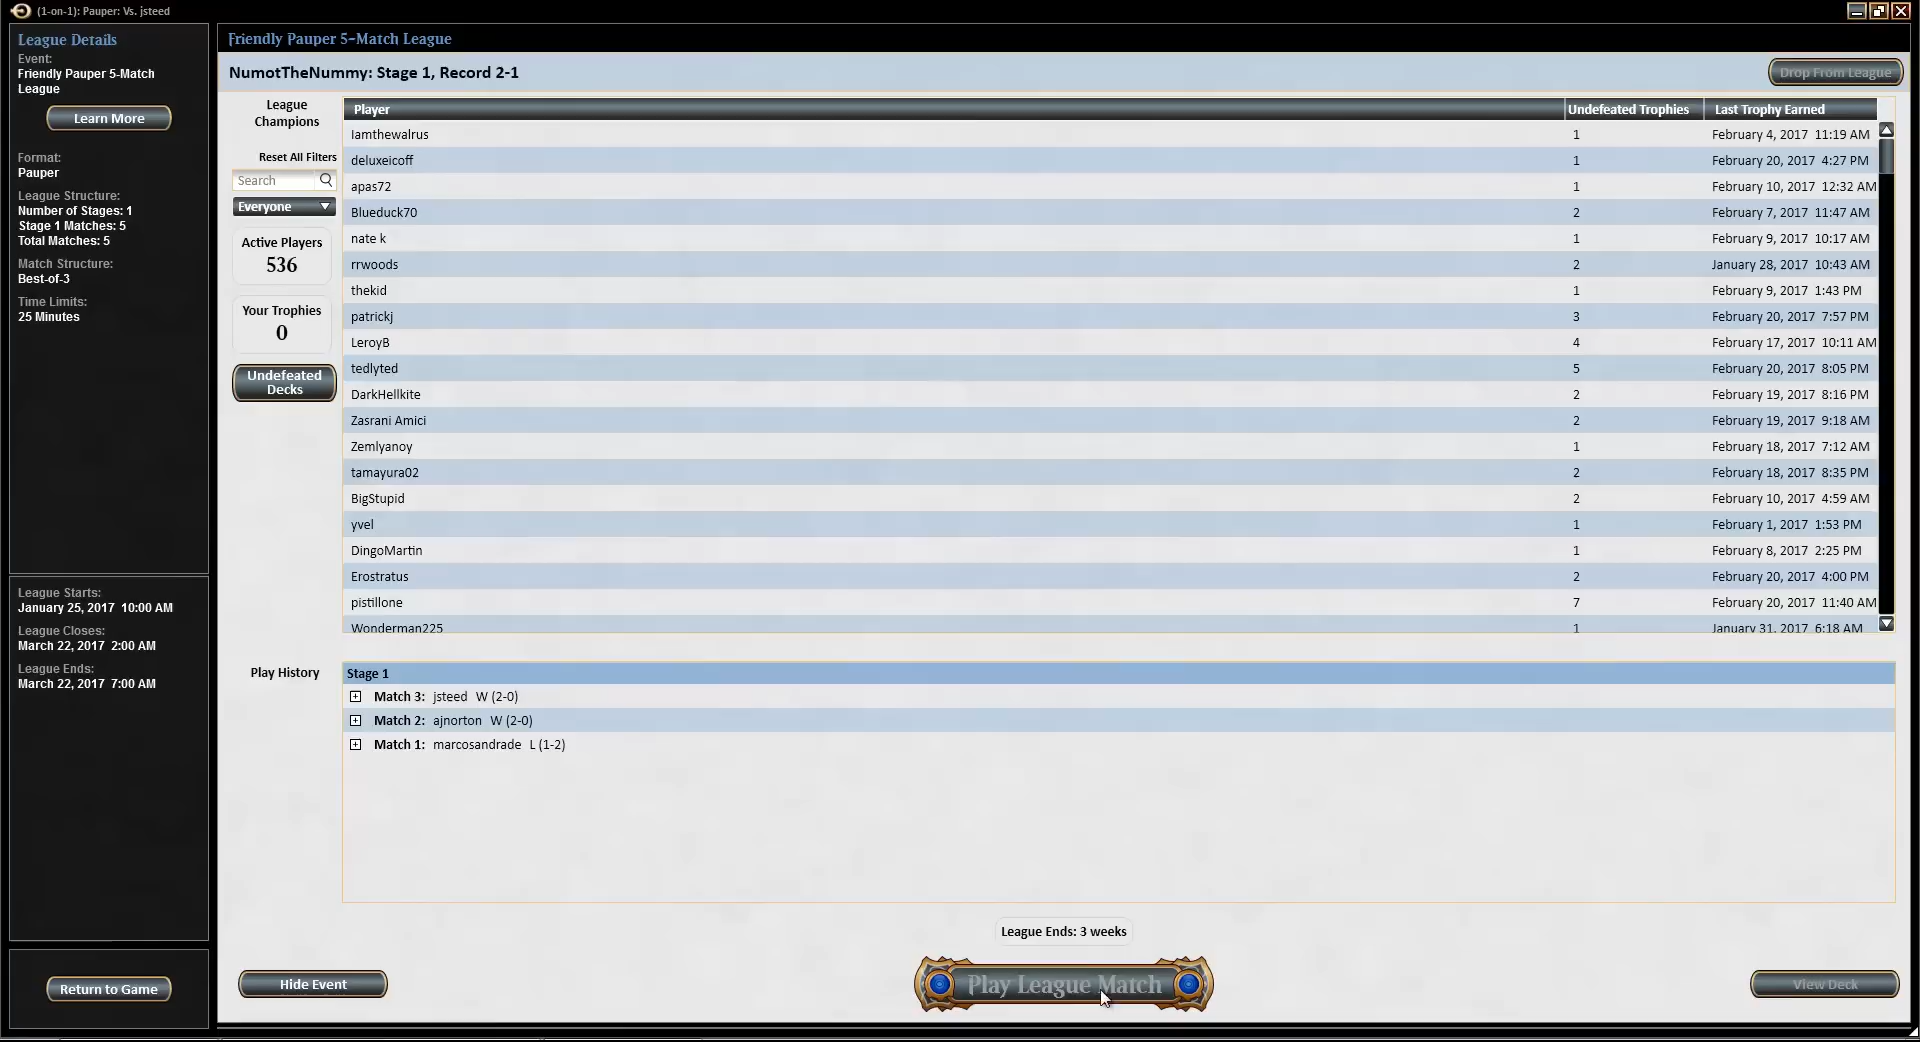 (1-on-1): Pauper: Vs. jsteed
League Details
Event:
Friendly Pauper 5-Match
League
Learn More
Format:
Pauper
League Structure:
Number of Stages: 1
Stage 1 Matches: 5
Total Matches: 5
Match Structure:
Best-of-3
Time Limits:
25 Minutes
League Starts:
January 25, 2017 10:00 AM
League Closes:
March 22, 2017 2:00 AM
League Ends:
March 22, 2017 7:00 AM
Return to Game
Friendly Pauper 5-Match League
NumotTheNummy: Stage 1, Record 2-1
Drop From League
League
Champions
Reset All Filters
Search
Everyone
Active Players
536
Your Trophies
0
Undefeated
Decks
Player Undefeated Trophies Last Trophy Earned
Iamthewalrus 1 February 4, 2017 11:19 AM
deluxeicoff 1 February 20, 2017 4:27 PM
apas72 1 February 10, 2017 12:32 AM
Blueduck70 2 February 7, 2017 11:47 AM
nate k 1 February 9, 2017 10:17 AM
rrwoods 2 January 28, 2017 10:43 AM
thekid 1 February 9, 2017 1:43 PM
patrickj 3 February 20, 2017 7:57 PM
LeroyB 4 February 17, 2017 10:11 AM
tedlyted 5 February 20, 2017 8:05 PM
DarkHellkite 2 February 19, 2017 8:16 PM
Zasrani Amici 2 February 19, 2017 9:18 AM
Zemlyanoy 1 February 18, 2017 7:12 AM
tamayura02 2 February 18, 2017 8:35 PM
BigStupid 2 February 10, 2017 4:59 AM
yvel 1 February 1, 2017 1:53 PM
DingoMartin 1 February 8, 2017 2:25 PM
Erostratus 2 February 20, 2017 4:00 PM
pistillone 7 February 20, 2017 11:40 AM
Wonderman225 1 January 31, 2017 6:18 AM
Play History
Stage 1
Match 3: jsteed W (2-0)
Match 2: ajnorton W (2-0)
Match 1: marcosandrade L (1-2)
League Ends: 3 weeks
Hide Event
Play League Match
View Deck